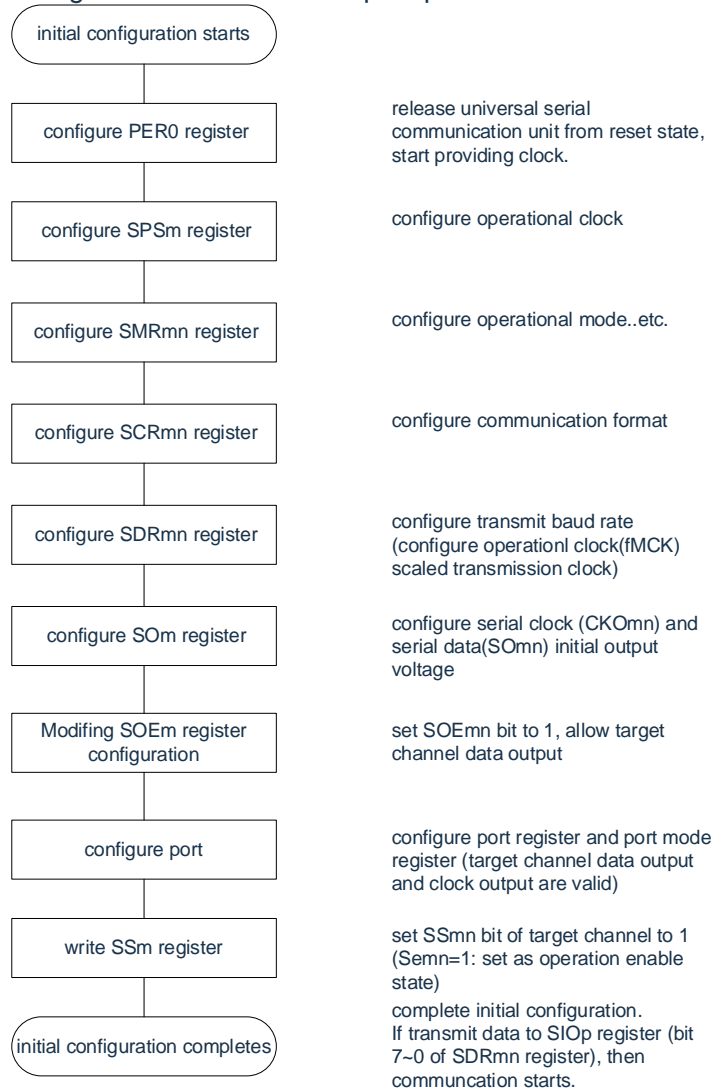 initial configuration starts
configure PER0 register
release universal serial
communication unit from reset state,
start providing clock.
configure SPSm register
configure operational clock
configure SMRmn register
configure operational mode..etc.
configure SCRmn register
configure communication format
configure SDRmn register
configure transmit baud rate
(configure operationl clock(fMCK)
scaled transmission clock)
configure SOm register
configure serial clock (CKOmn) and
serial data(SOmn) initial output
voltage
Modifing SOEm register
configuration
set SOEmn bit to 1, allow target
channel data output
configure port
configure port register and port mode
register (target channel data output
and clock output are valid)
write SSm register
set SSmn bit of target channel to 1
(Semn=1: set as operation enable
state)
initial configuration completes
complete initial configuration.
If transmit data to SIOp register (bit
7~0 of SDRmn register), then
communcation starts.